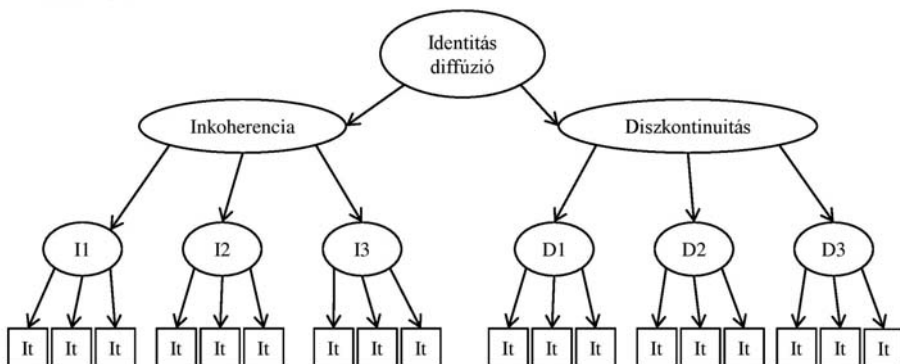 Identitás
diffúzió
Inkoherencia Diszkontinuitás
I1 I2 I3 D1 D2 D3
It It It It It It It It It It It It It It It It It It